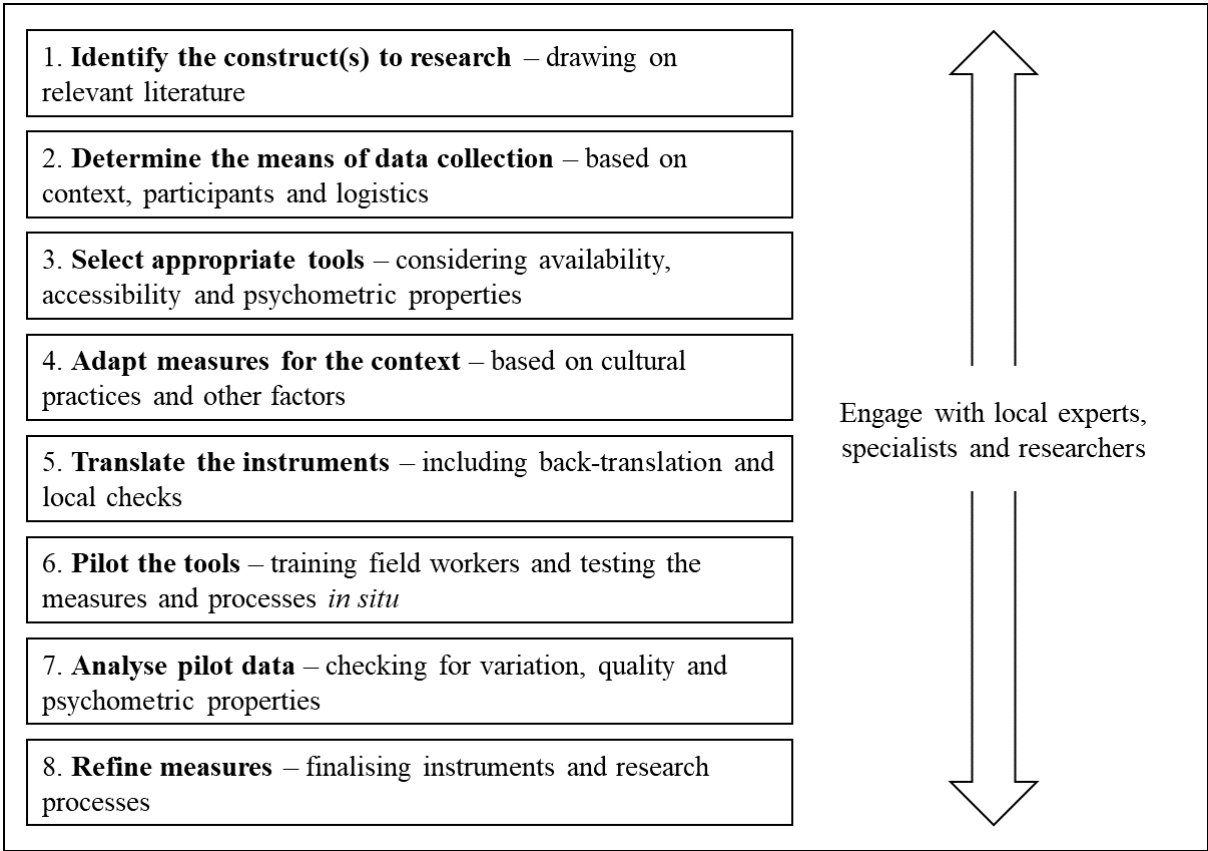 1. Identify the construct(s) to research – drawing on
relevant literature
2. Determine the means of data collection – based on
context, participants and logistics
3. Select appropriate tools – considering availability,
accessibility and psychometric properties
4. Adapt measures for the context – based on cultural
practices and other factors
5. Translate the instruments – including back-translation and
local checks
6. Pilot the tools – training field workers and testing the
measures and processes in situ
7. Analyse pilot data – checking for variation, quality and
psychometric properties
8. Refine measures – finalising instruments and research
processes
Engage with local experts,
specialists and researchers